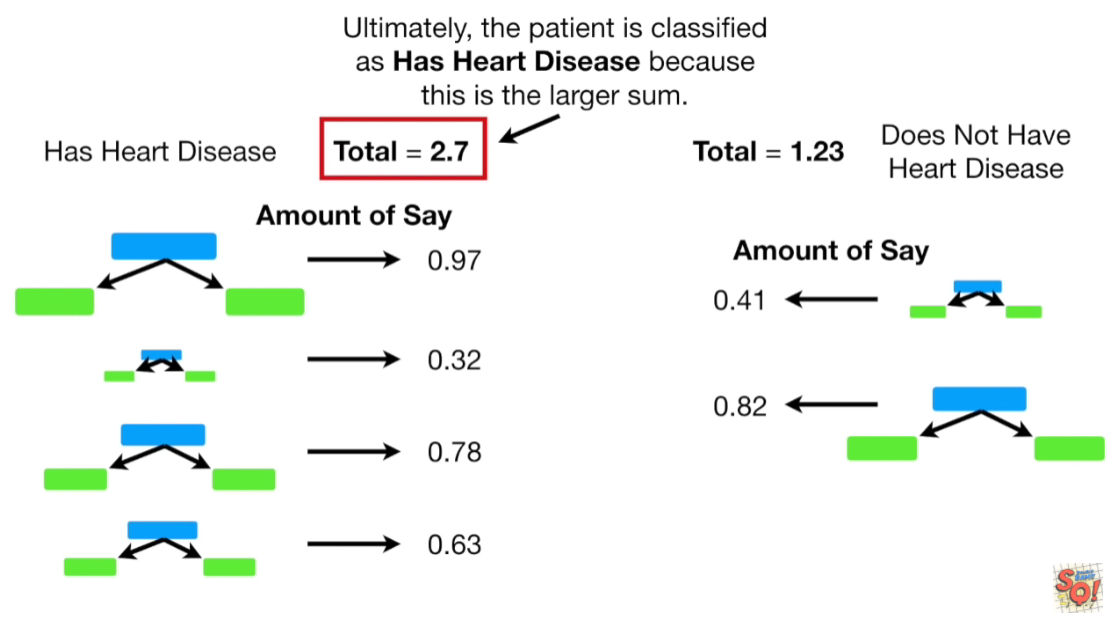 Ultimately, the patient is classified
as Has Heart Disease because
this is the larger sum.
Has Heart Disease
Total = 2.7
Total = 1.23
Does Not Have
Heart Disease
Amount of Say
0.97
0.32
0.78
0.63
Amount of Say
0.41
0.82
SQ!